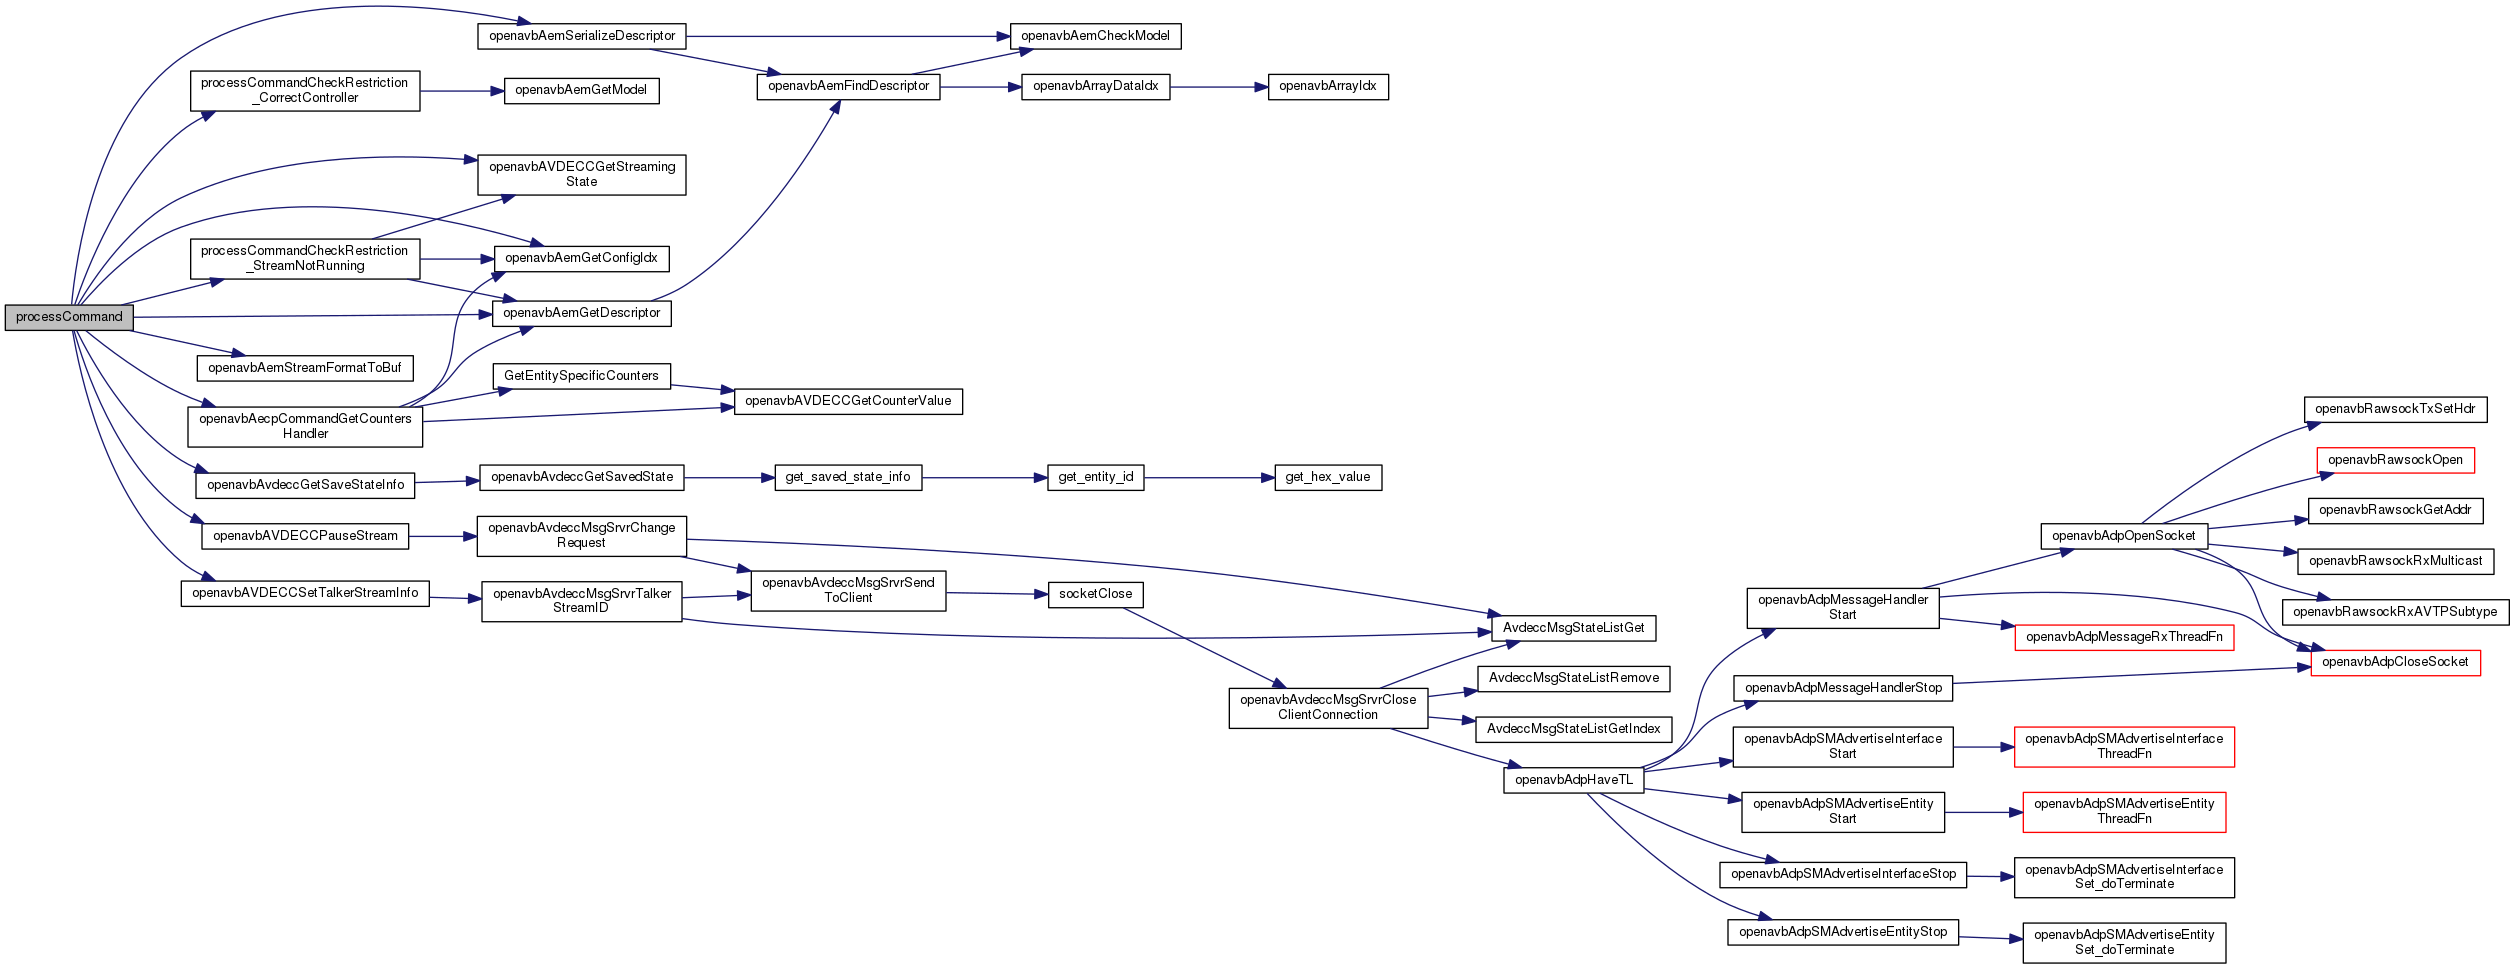 processCommand
openavbAemSerializeDescriptor
openavbAemCheckModel
processCommandCheckRestriction
_CorrectController
openavbAemGetModel
openavbAemFindDescriptor
openavbArrayDataIdx
openavbArrayIdx
openavbAVDECCGetStreaming
State
processCommandCheckRestriction
_StreamNotRunning
openavbAemGetConfigIdx
openavbAemGetDescriptor
openavbAemStreamFormatToBuf
GetEntitySpecificCounters
openavbAVDECCGetCounterValue
openavbAecpCommandGetCounters
Handler
openavbAvdeccGetSaveStateInfo
openavbAvdeccGetSavedState
get_saved_state_info
get_entity_id
get_hex_value
openavbAVDECCPauseStream
openavbAvdeccMsgSrvrChange
Request
openavbAVDECCSetTalkerStreamInfo
openavbAvdeccMsgSrvrTalker
StreamID
openavbAvdeccMsgSrvrSend
ToClient
socketClose
AvdeccMsgStateListGet
openavbAvdeccMsgSrvrClose
ClientConnection
AvdeccMsgStateListRemove
AvdeccMsgStateListGetIndex
openavbAdpHaveTL
openavbAdpMessageHandler
Start
openavbAdpMessageHandlerStop
openavbAdpSMAdvertiseInterface
Start
openavbAdpSMAdvertiseEntity
Start
openavbAdpSMAdvertiseInterfaceStop
openavbAdpSMAdvertiseEntityStop
openavbAdpOpenSocket
openavbAdpMessageRxThreadFn
openavbAdpSMAdvertiseInterface
ThreadFn
openavbAdpSMAdvertiseEntity
ThreadFn
openavbAdpSMAdvertiseInterface
Set_doTerminate
openavbAdpSMAdvertiseEntity
Set_doTerminate
openavbRawsockTxSetHdr
openavbRawsockOpen
openavbRawsockGetAddr
openavbRawsockRxMulticast
openavbRawsockRxAVTPSubtype
openavbAdpCloseSocket